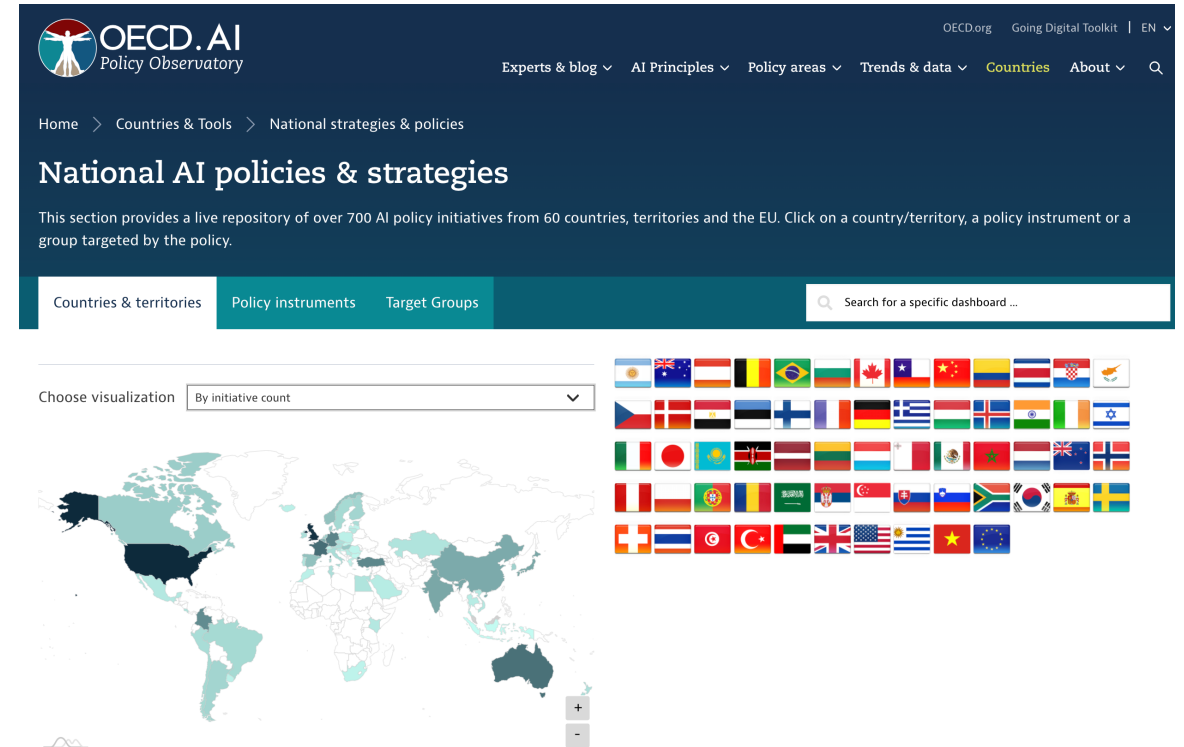 OECD.AI
Policy Observatory
OECD.org Going Digital Toolkit | EN
Experts & blog AI Principles Policy areas Trends & data Countries About
Home > Countries & Tools > National strategies & policies
National AI policies & strategies
This section provides a live repository of over 700 AI policy initiatives from 60 countries, territories and the EU. Click on a country/territory, a policy instrument or a
group targeted by the policy.
Countries & territories Policy instruments Target Groups
Search for a specific dashboard ...
Choose visualization By initiative count
+
-